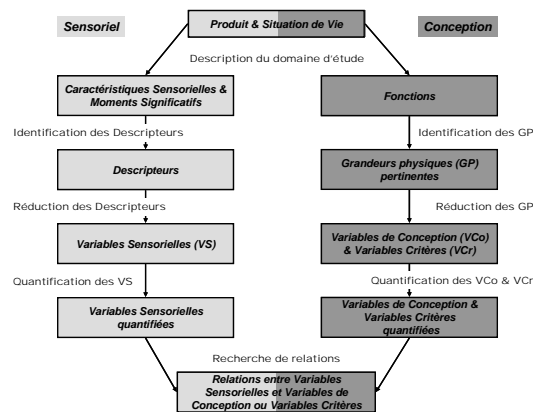 Sensoriel
Produit & Situation de Vie
Conception
Description du domaine d'étude
Caractéristiques Sensorielles &
Moments Significatifs
Fonctions
Identification des Descripteurs
Identification des GP
Descripteurs
Grandeurs physiques (GP)
pertinentes
Réduction des Descripteurs
Réduction des GP
Variables Sensorielles (VS)
Variables de Conception (VCo)
& Variables Critères (VCr)
Quantification des VS
Quantification des VCo & VCr
Variables Sensorielles
quantifiées
Variables de Conception &
Variables Critères
quantifiées
Recherche de relations
Relations entre Variables
Sensorielles et Variables de
Conception ou Variables Critères